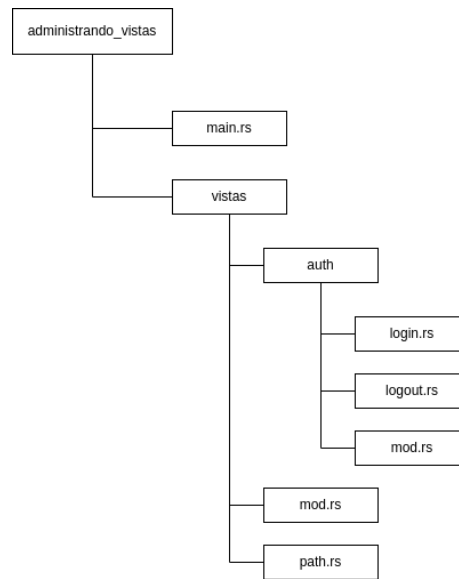 administrando_vistas
main.rs
vistas
auth
login.rs
logout.rs
mod.rs
mod.rs
path.rs